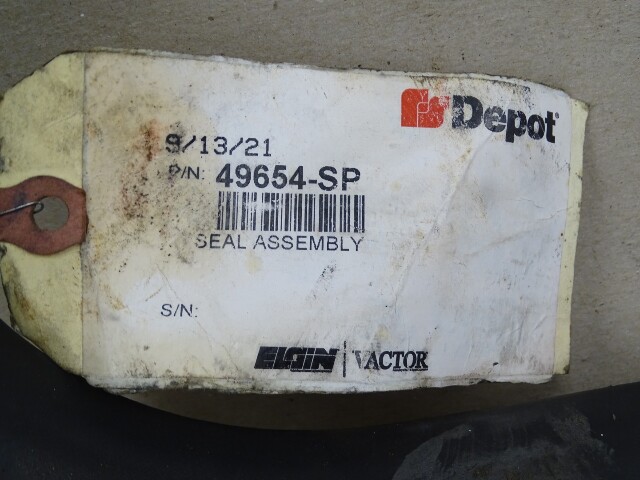 Depot
9/13/21
P/N: 49654-SP
SEAL ASSEMBLY
S/N:
ELGIN | VACTOR